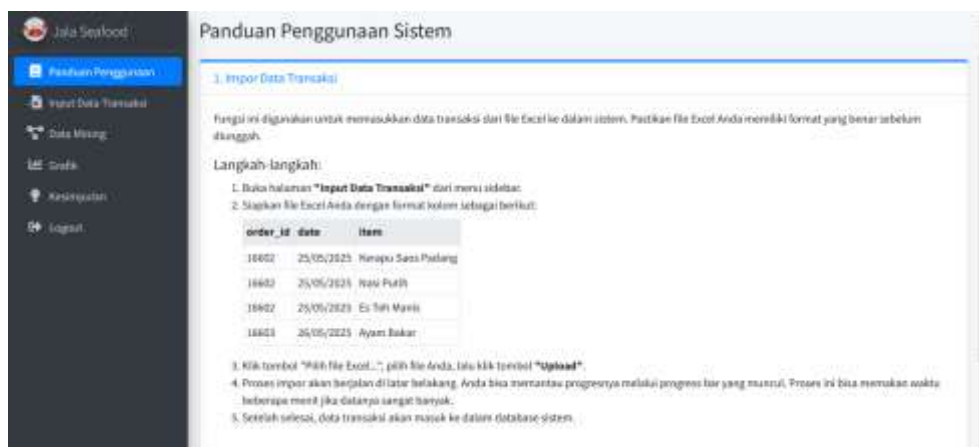 Jala Seafood
Panduan Penggunaan
Input Data Transaksi
Data Mining
Grafik
Kesimpulan
Logout
Panduan Penggunaan Sistem
1. Impor Data Transaksi
Fungsi ini digunakan untuk memasukkan data transaksi dari file Excel ke dalam sistem. Pastikan file Excel Anda memiliki format yang benar sebelum
diunggah.
Langkah-langkah:
1. Buka halaman "Input Data Transaksi" dari menu sidebar.
2. Siapkan file Excel Anda dengan format kolom sebagai berikut:
order_id date item
16602 25/05/2025 Kerapu Saos Padang
16602 25/05/2025 Nasi Putih
16602 25/05/2025 Es Teh Manis
16603 26/05/2025 Ayam Bakar
3. Klik tombol "Pilih File Excel...", pilih file Anda, lalu klik tombol "Upload".
4. Proses impor akan berjalan di latar belakang. Anda bisa memantau progresnya melalui progress bar yang muncul. Proses ini bisa memakan waktu
beberapa menit jika datanya sangat banyak.
5. Setelah selesai, data transaksi akan masuk ke dalam database sistem.